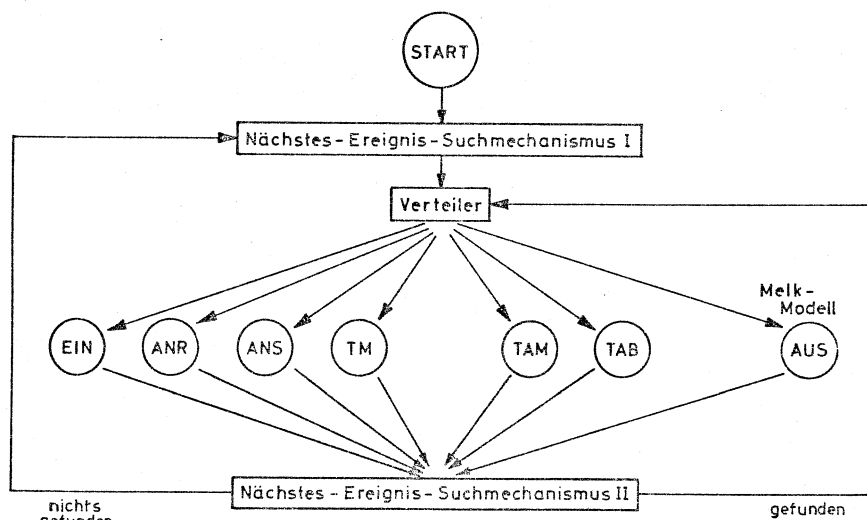 START
Nächstes-Ereignis-Suchmechanismus I
Verteiler
Melk-
Modell
EIN ANR ANS TM TAM TAB AUS
Nächstes-Ereignis-Suchmechanismus II
nichts gefunden
gefunden